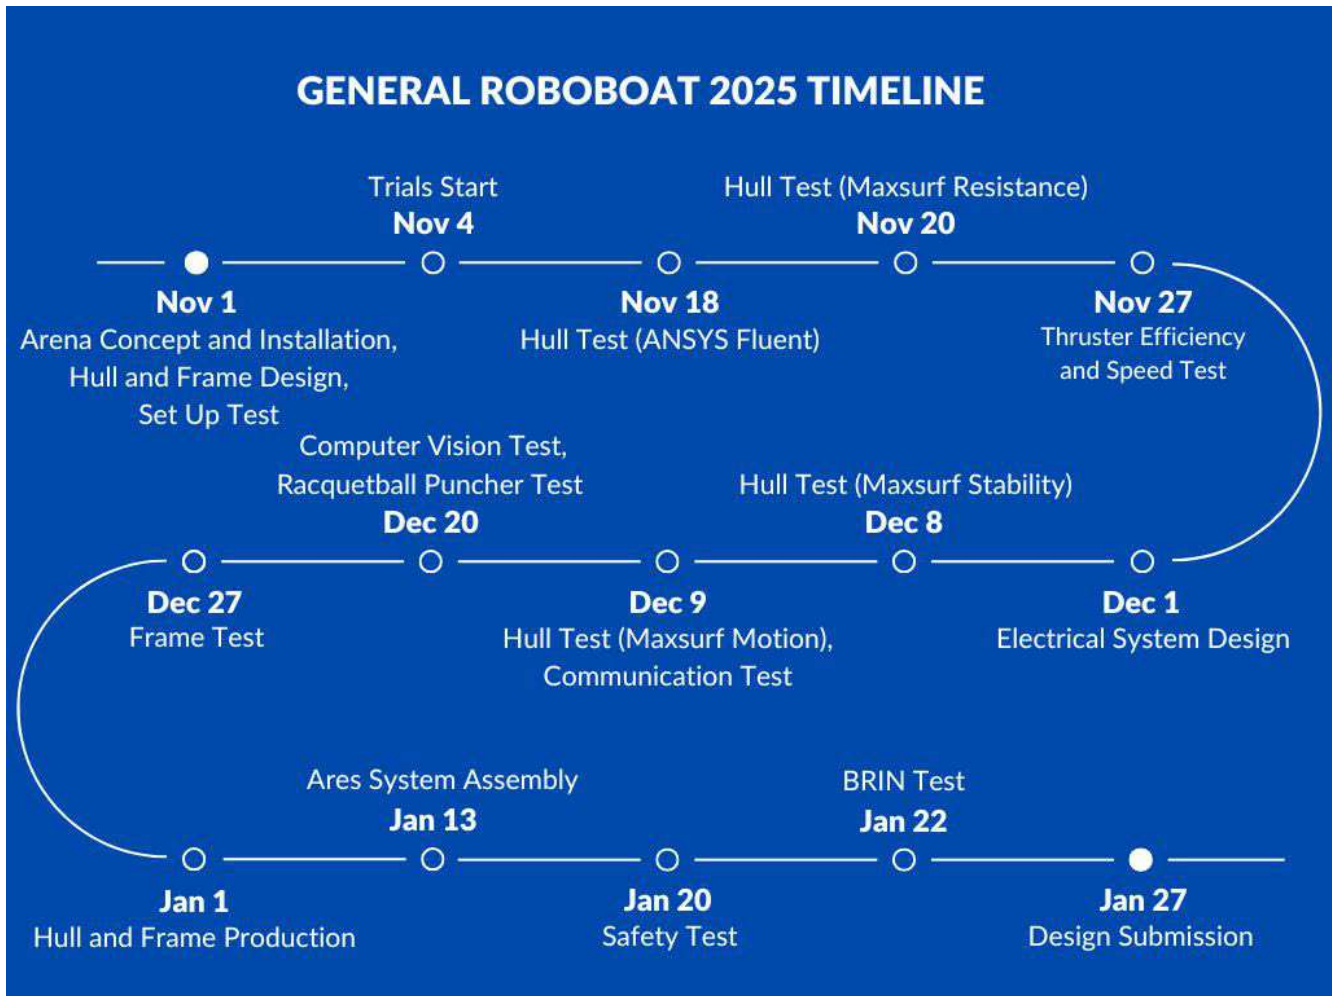 GENERAL ROBOBOAT 2025 TIMELINE
Nov 1
Arena Concept and Installation,
Hull and Frame Design,
Set Up Test
Trials Start
Nov 4
Nov 18
Hull Test (ANSYS Fluent)
Hull Test (Maxsurf Resistance)
Nov 20
Nov 27
Thruster Efficiency
and Speed Test
Dec 1
Electrical System Design
Hull Test (Maxsurf Stability)
Dec 8
Dec 9
Hull Test (Maxsurf Motion),
Communication Test
Computer Vision Test,
Racquetball Puncher Test
Dec 20
Dec 27
Frame Test
Jan 1
Hull and Frame Production
Ares System Assembly
Jan 13
Jan 20
Safety Test
BRIN Test
Jan 22
Jan 27
Design Submission